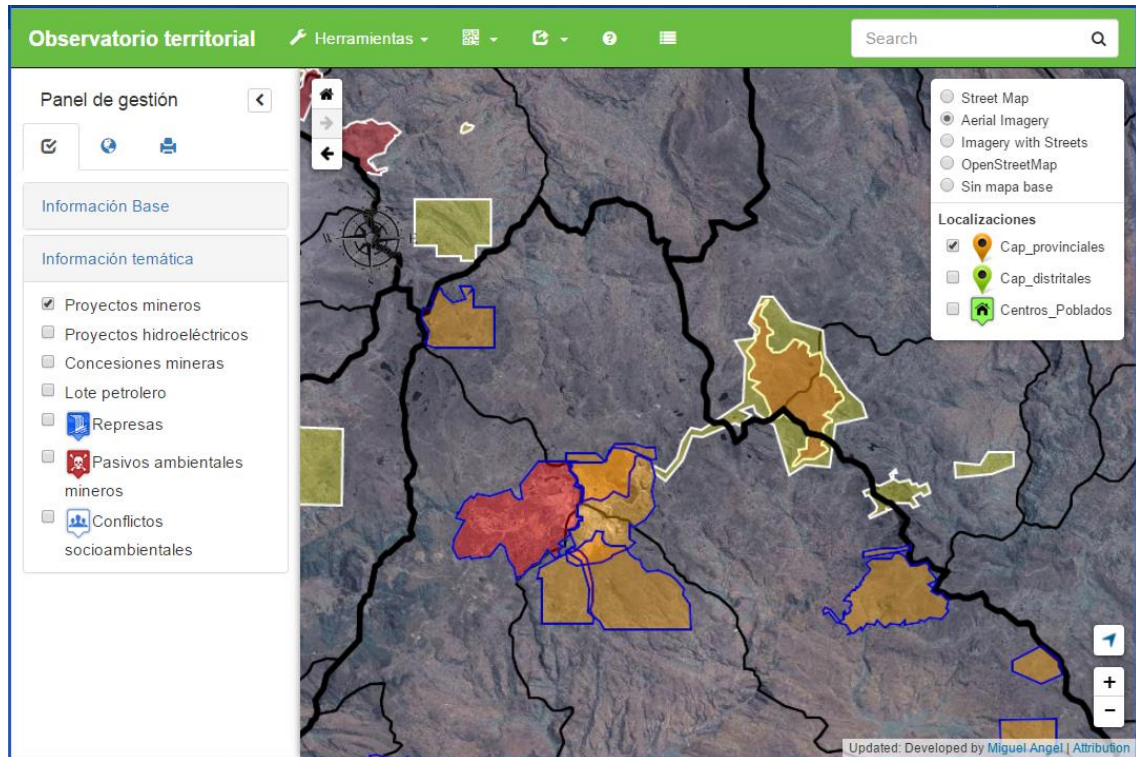 Observatorio territorial
Herramientas
Search
Panel de gestión
Información Base
Información temática
Proyectos mineros
Proyectos hidroeléctricos
Concesiones mineras
Lote petrolero
Represas
Pasivos ambientales
mineros
Conflictos
socioambientales
Street Map
Aerial Imagery
Imagery with Streets
OpenStreetMap
Sin mapa base
Localizaciones
Cap_provinciales
Cap_distritales
Centros_Poblados
+
−
Updated: Developed by Miguel Angel | Attribution